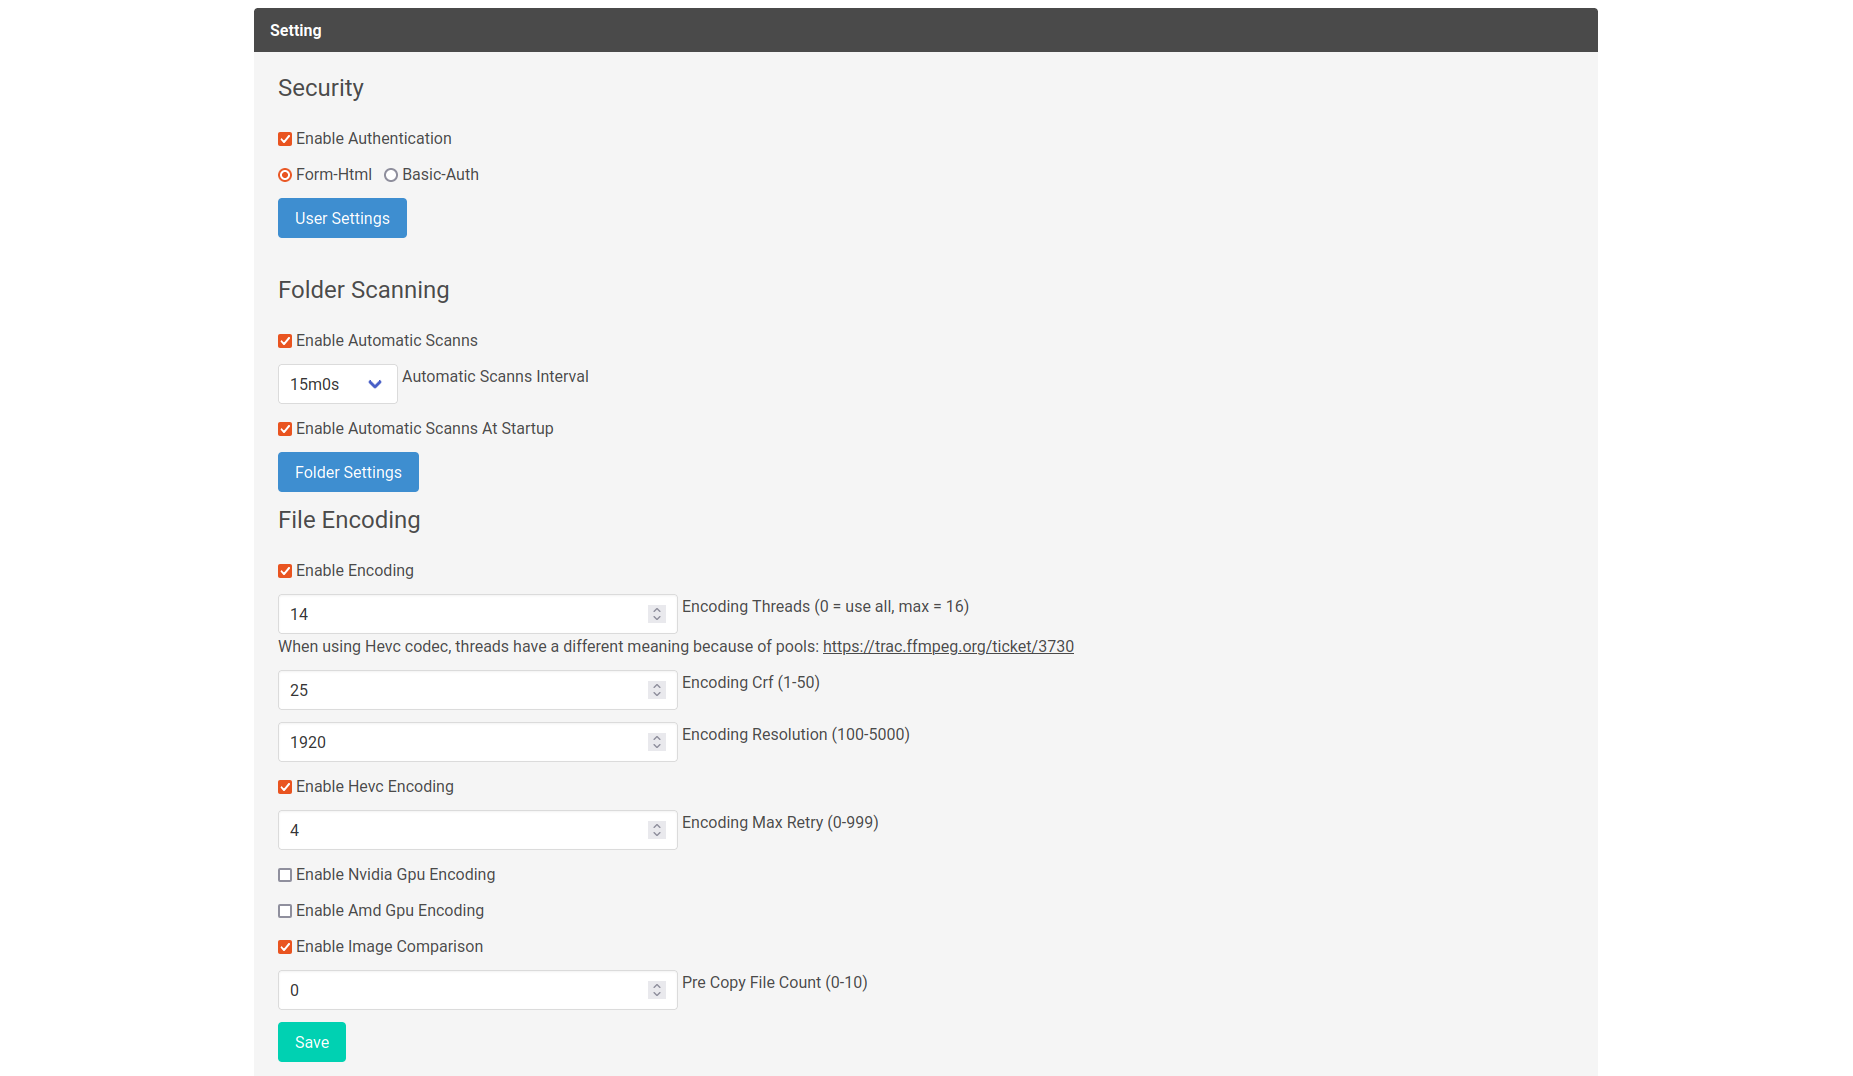 Setting
Security
Enable Authentication
Form-Html Basic-Auth
User Settings
Folder Scanning
Enable Automatic Scanns
15m0s Automatic Scanns Interval
Enable Automatic Scanns At Startup
Folder Settings
File Encoding
Enable Encoding
14 Encoding Threads (0 = use all, max = 16)
When using Hevc codec, threads have a different meaning because of pools: https://trac.ffmpeg.org/ticket/3730
25 Encoding Crf (1-50)
1920 Encoding Resolution (100-5000)
Enable Hevc Encoding
4 Encoding Max Retry (0-999)
Enable Nvidia Gpu Encoding
Enable Amd Gpu Encoding
Enable Image Comparison
0 Pre Copy File Count (0-10)
Save